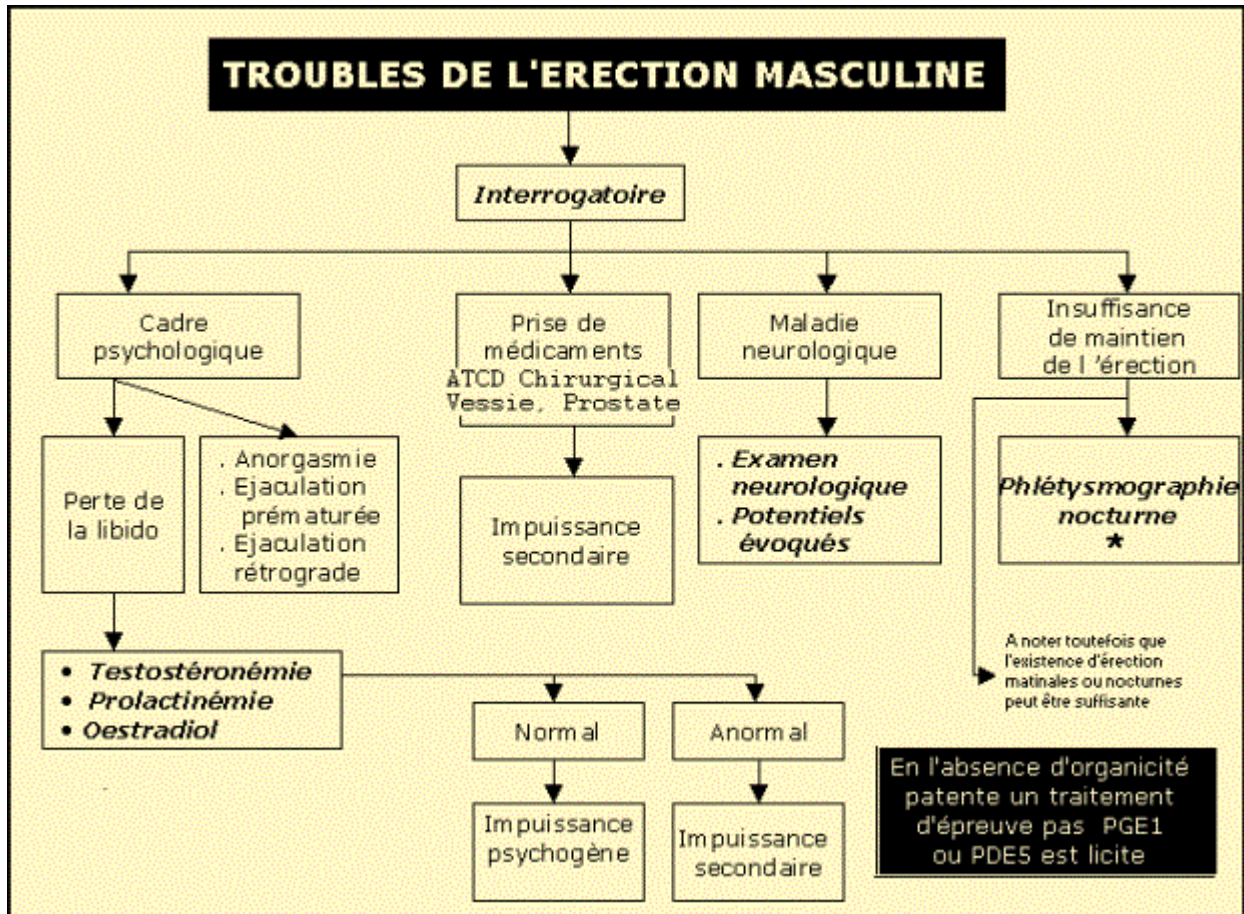 TROUBLES DE L'ERECTION MASCULINE
Interrogatoire
Cadre
psychologique
Prise de
médicaments
ATCD Chirurgical
Vessie, Prostate
Maladie
neurologique
Insuffisance
de maintien
de l 'érection
Perte de
la libido
. Anorgasmie
. Ejaculation
prématurée
. Ejaculation
rétrograde
Impuissance
secondaire
. Examen
neurologique
. Potentiels
évoqués
Phlétysmographie
nocturne
*
• Testostéronémie
• Prolactinémie
• Oestradiol
A noter toutefois que
l'existence d'érection
matinales ou nocturnes
peut être suffisante
Normal
Anormal
Impuissance
psychogène
Impuissance
secondaire
En l'absence d'organicité
patente un traitement
d'épreuve pas PGE1
ou PDE5 est licite